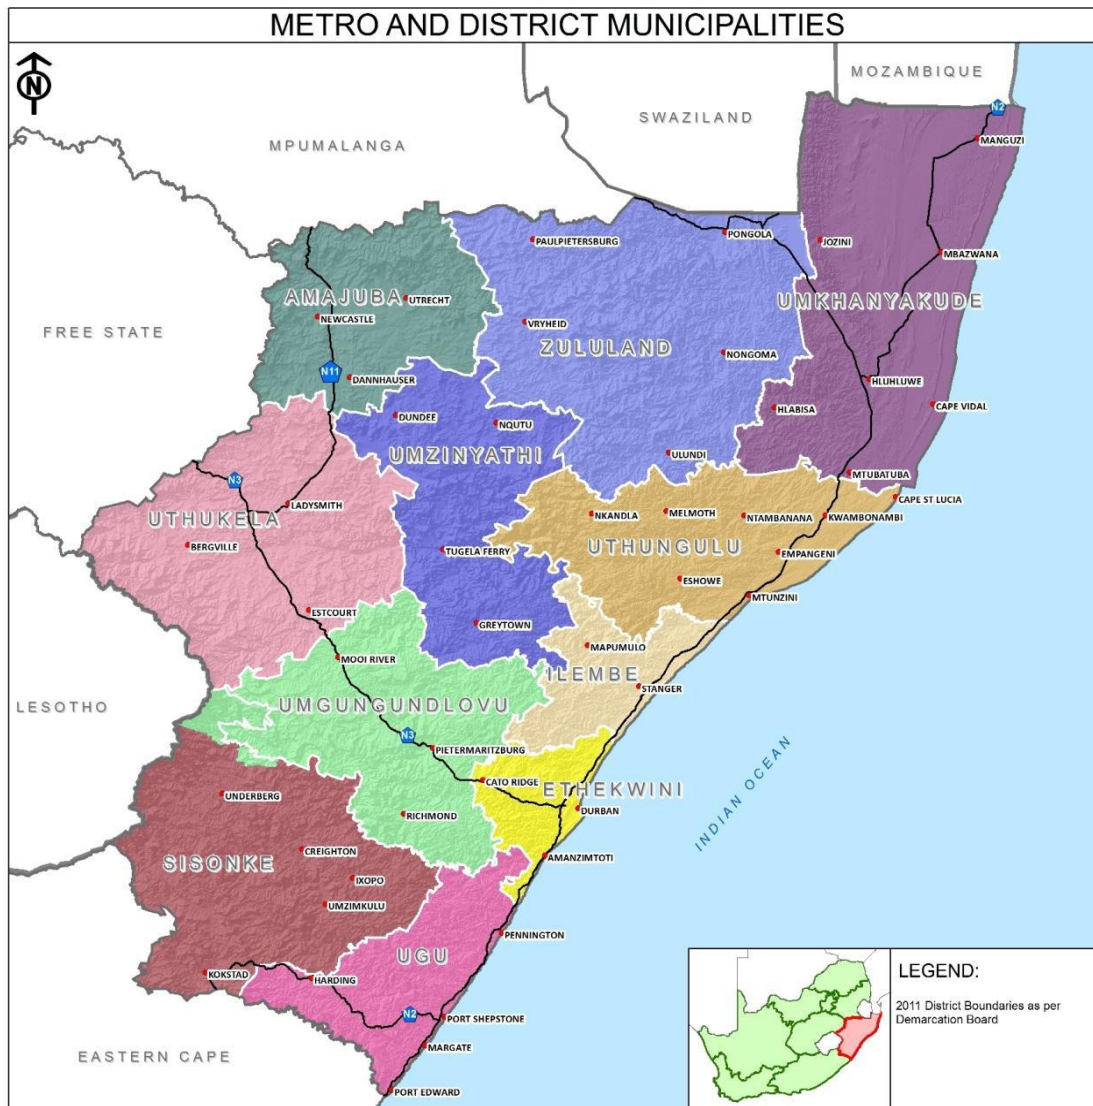 METRO AND DISTRICT MUNICIPALITIES
N
MOZAMBIQUE
SWAZILAND
N2
MPUMALANGA
MANGUZI
PONGOLA
PAULPIETERSBURG
JOZINI
MBAZWANA
UTRECHT
AMAJUBA
UMKHANYAKUDE
NEWCASTLE
VRYHEID
FREE STATE
ZULULAND
NONGOMA
N11
DANNHAUSER
HLUHLUWE
CAPE VIDAL
HLABISA
DUNDEE
NQUTU
UMZINYATHI
ULUNDI
MTUBATUBA
N3
CAPE ST LUCIA
LADYSMITH
NKANDLA
MELMOTH
NTAMBANANA
KWAMBONAMBI
UTHUKELA
BERGVILLE
UTHUNGULU
TUGELA FERRY
EMPANGENI
ESHOWE
MTUNZINI
ESTCOURT
GREYTOWN
MAPUMULO
MOOI RIVER
ILEMBE
STANGER
UMGUNGUNDLOVU
LESOTHO
N3
PIETERMARITZBURG
CATO RIDGE
ETHEKWINI
UNDERBERG
DURBAN
RICHMOND
INDIAN OCEAN
CREIGHTON
AMANZIMTOTI
SISONKE
IXOPO
UMZIMKULU
PENNINGTON
UGU
KOKSTAD
HARDING
LEGEND:
2011 District Boundaries as per
Demarcation Board
N2
PORT SHEPSTONE
MARGATE
EASTERN CAPE
PORT EDWARD